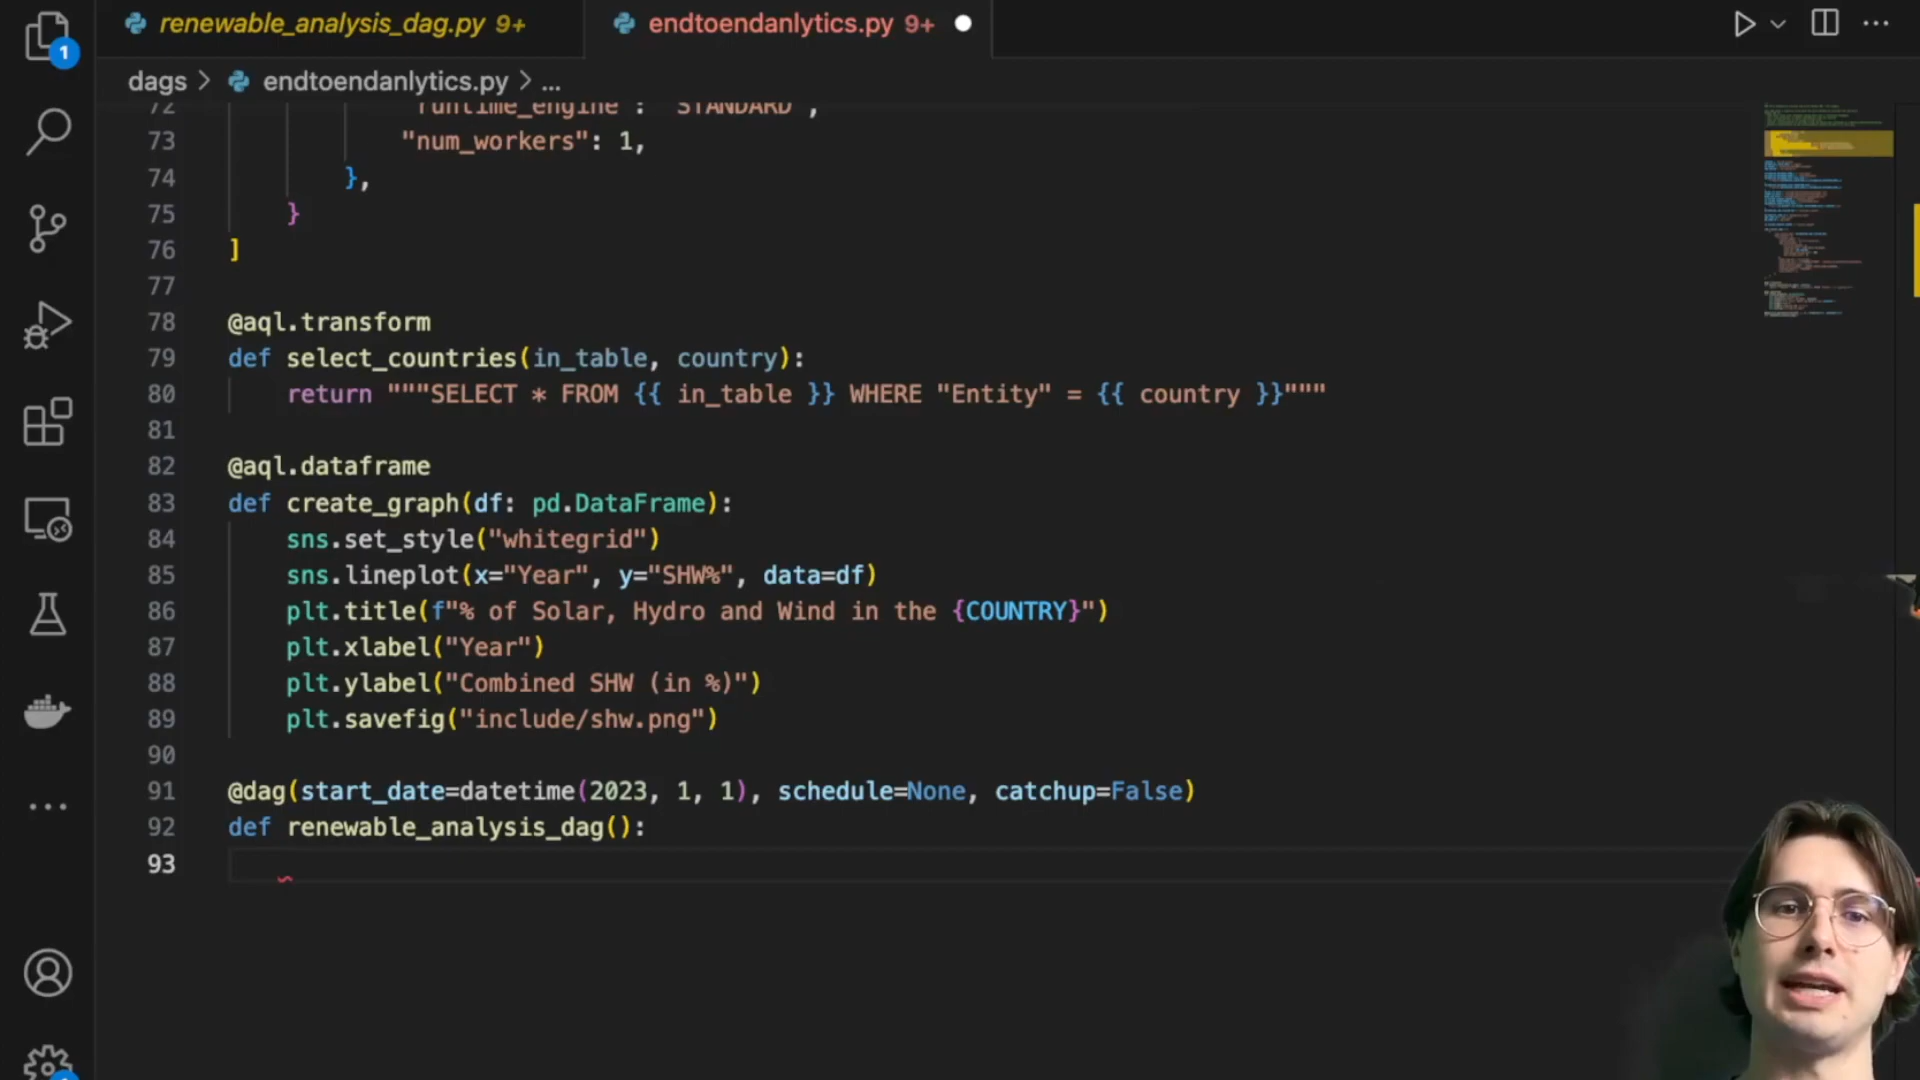 renewable_analysis_dag.py 9+
endtoendanlytics.py 9+
1
dags > endtoendanlytics.py > ...
72 "runtime_engine": "STANDARD",
73 "num_workers": 1,
74 },
75 }
76 ]
77
78 @aql.transform
79 def select_countries(in_table, country):
80 return """SELECT * FROM {{ in_table }} WHERE "Entity" = {{ country }}"""
81
82 @aql.dataframe
83 def create_graph(df: pd.DataFrame):
84 sns.set_style("whitegrid")
85 sns.lineplot(x="Year", y="SHW%", data=df)
86 plt.title(f"% of Solar, Hydro and Wind in the {COUNTRY}")
87 plt.xlabel("Year")
88 plt.ylabel("Combined SHW (in %)")
89 plt.savefig("include/shw.png")
90
91 @dag(start_date=datetime(2023, 1, 1), schedule=None, catchup=False)
92 def renewable_analysis_dag():
93